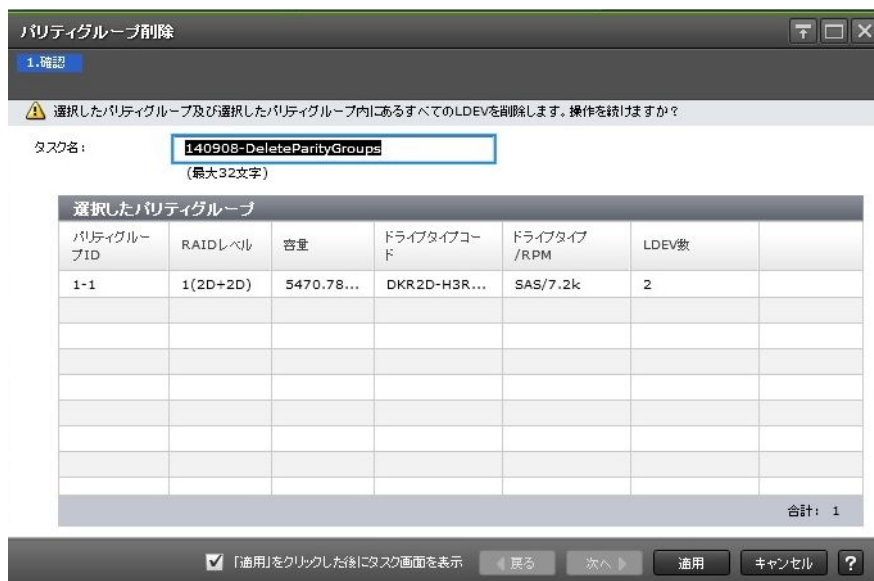 パリティグループ削除
1.確認
選択したパリティグループ及び選択したパリティグループ内にあるすべてのLDEVを削除します。操作を続けますか？
タスク名：
140908-DeleteParityGroups
(最大32文字)
選択したパリティグループ
パリティグルー
プID
RAIDレベル
容量
ドライブタイプコー
ド
ドライブタイプ
/RPM
LDEV数
1-1
1(2D+2D)
5470.78...
DKR2D-H3R...
SAS/7.2k
2
合計： 1
「適用」をクリックした後にタスク画面を表示
戻る
次へ
適用
キャンセル
?